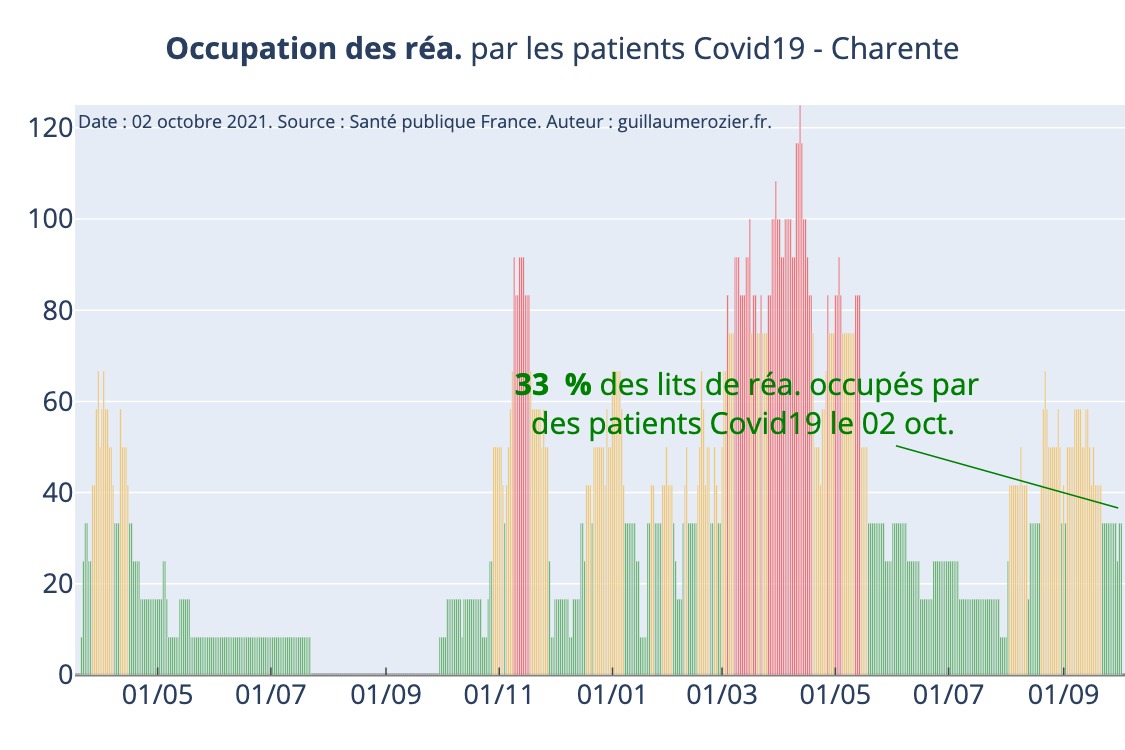 Occupation des réa. par les patients Covid19 - Charente
Date : 02 octobre 2021. Source : Santé publique France. Auteur : guillaumerozier.fr.
120
100
80
60
40
20
0
33 % des lits de réa. occupés par
des patients Covid19 le 02 oct.
01/05 01/07 01/09 01/11 01/01 01/03 01/05 01/07 01/09